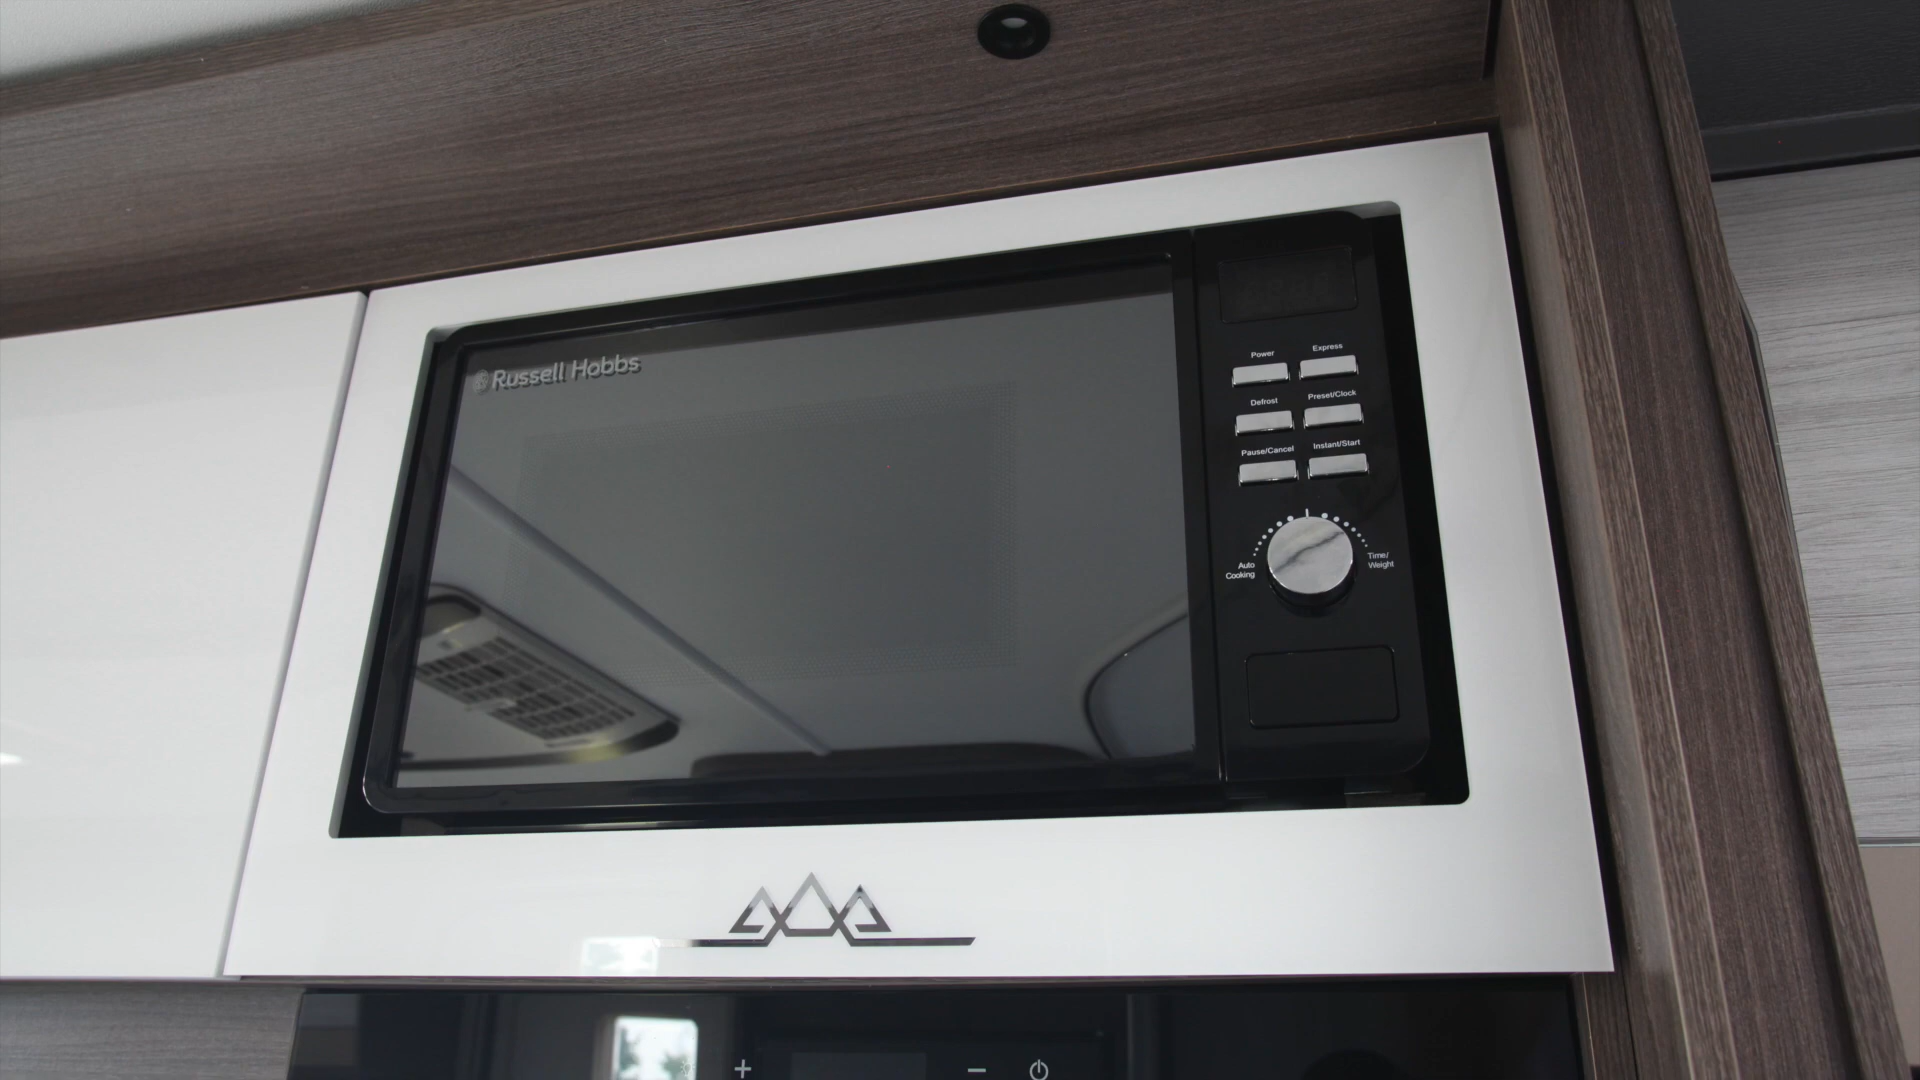 Russell Hobbs
Power
Express
Defrost
Preset/Clock
Pause/Cancel
Instant/Start
Auto
Cooking
Time/
Weight
+
−